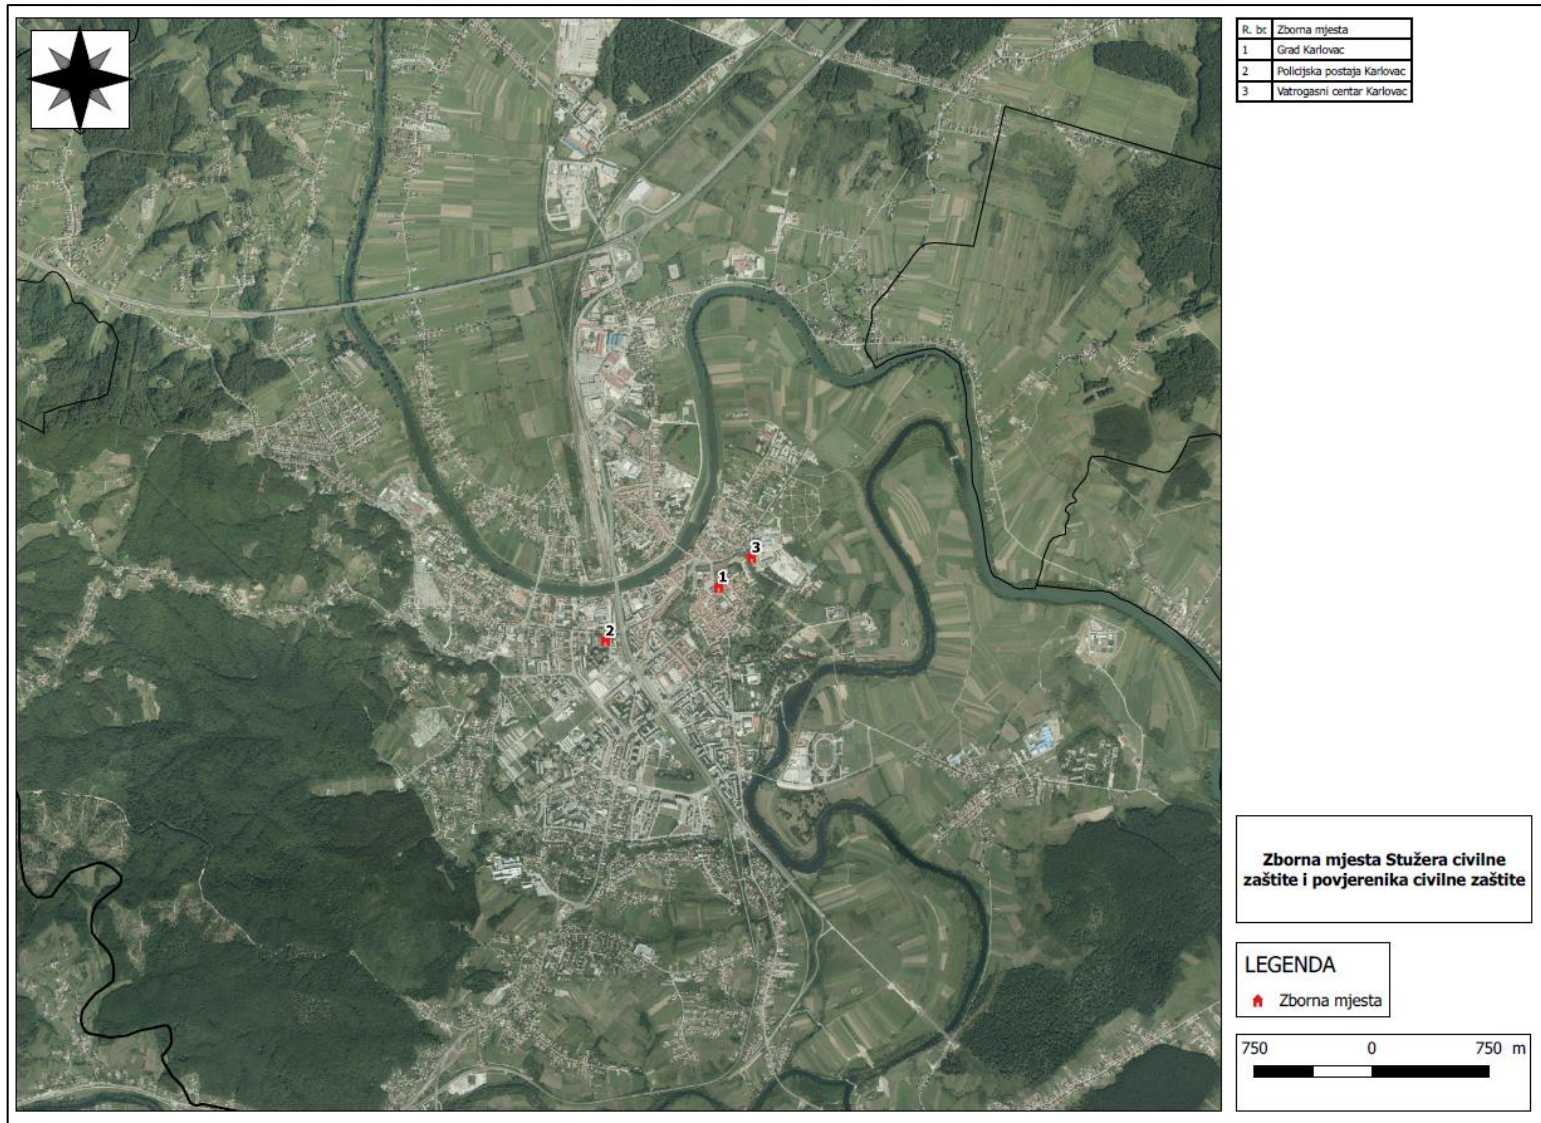 R. br. Zborna mjesta
1 Grad Karlovac
2 Policijska postaja Karlovac
3 Vatrogasni centar Karlovac
3
1
2
Zborna mjesta Stužera civilne
zaštite i povjerenika civilne zaštite
LEGENDA
Zborna mjesta
750 0 750 m